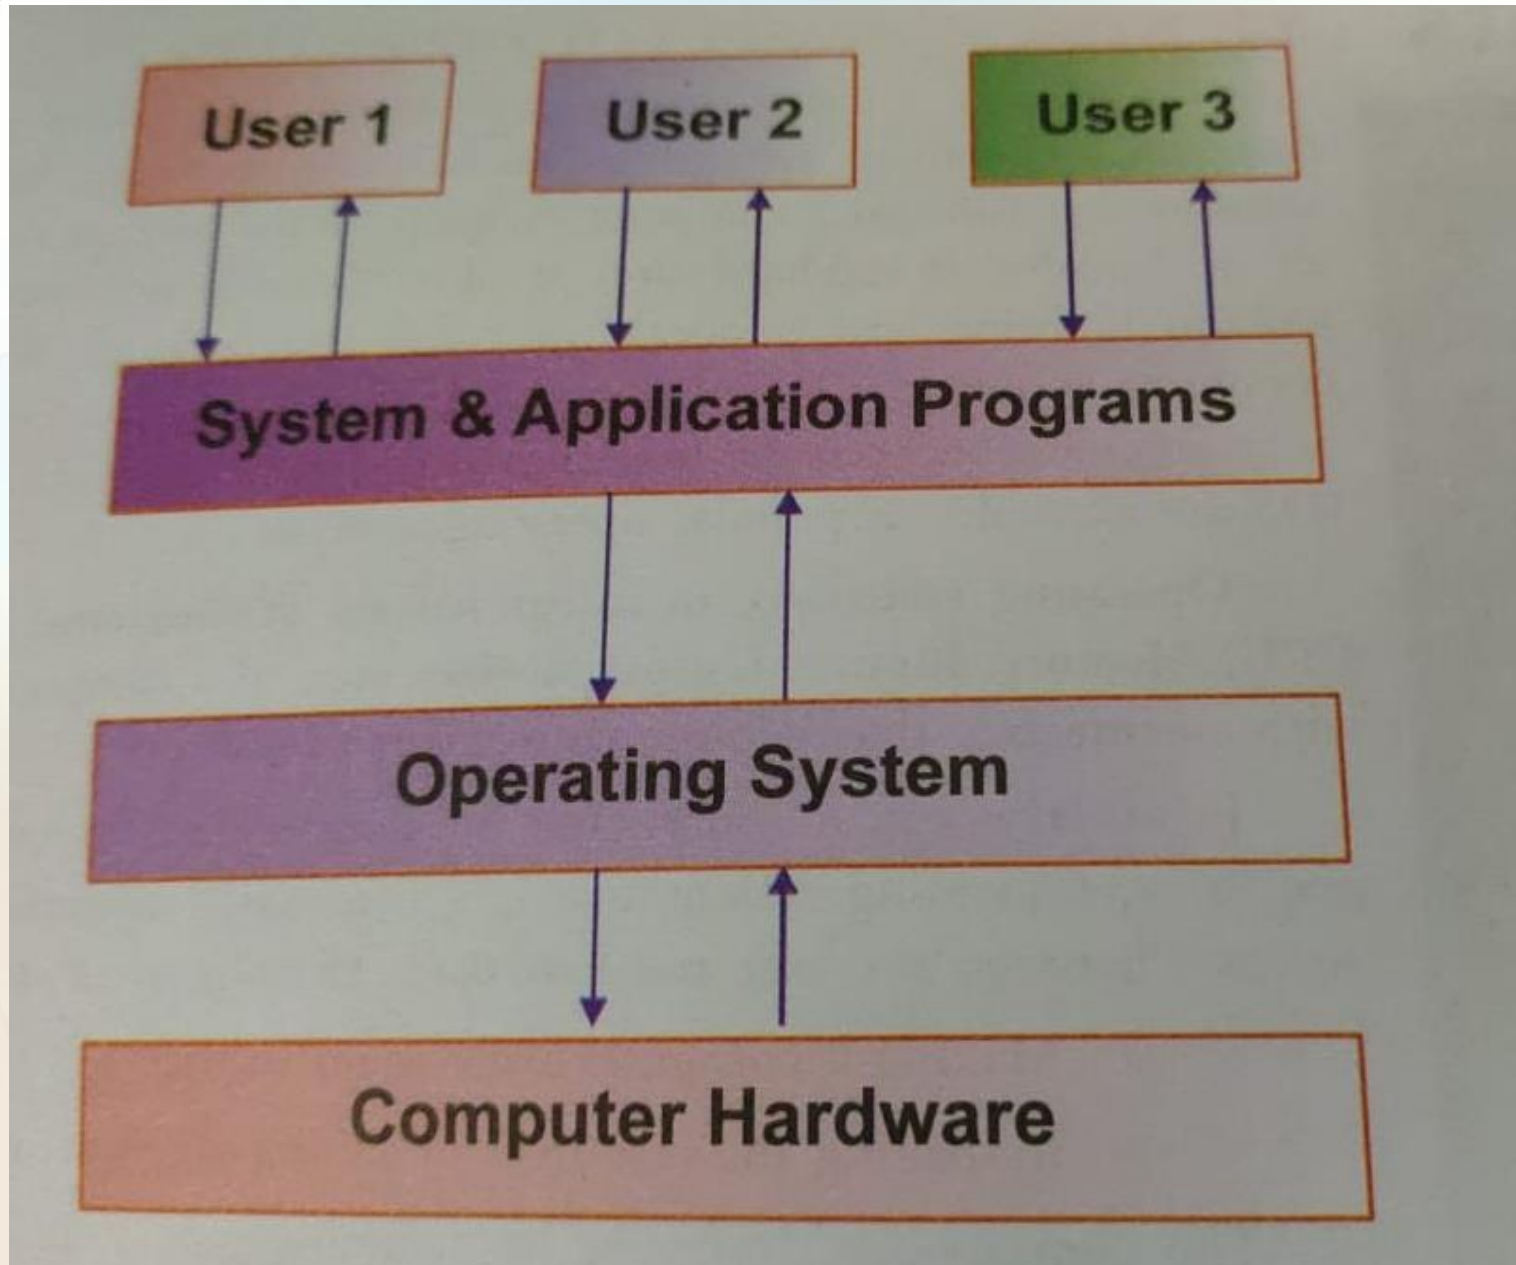 User 1
User 2
User 3
System & Application Programs
Operating System
Computer Hardware